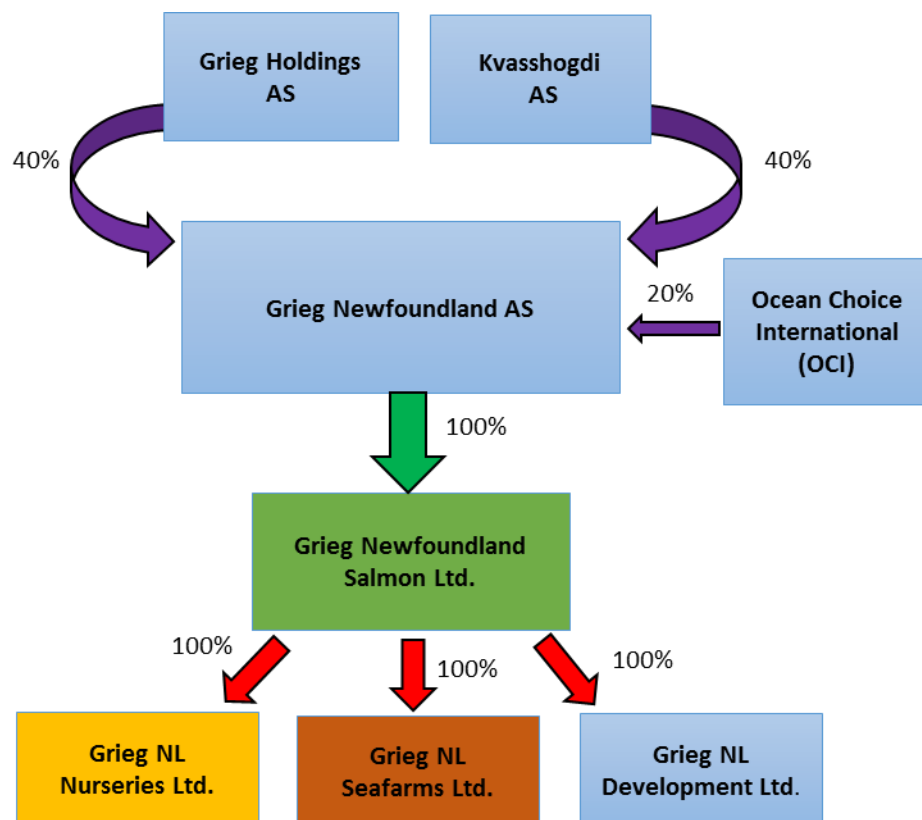 Grieg Holdings
AS
Kvasshogdi
AS
40%
40%
Grieg Newfoundland AS
20%
Ocean Choice
International
(OCI)
100%
Grieg Newfoundland
Salmon Ltd.
100%
100%
100%
Grieg NL
Nurseries Ltd.
Grieg NL
Seafarms Ltd.
Grieg NL
Development Ltd.